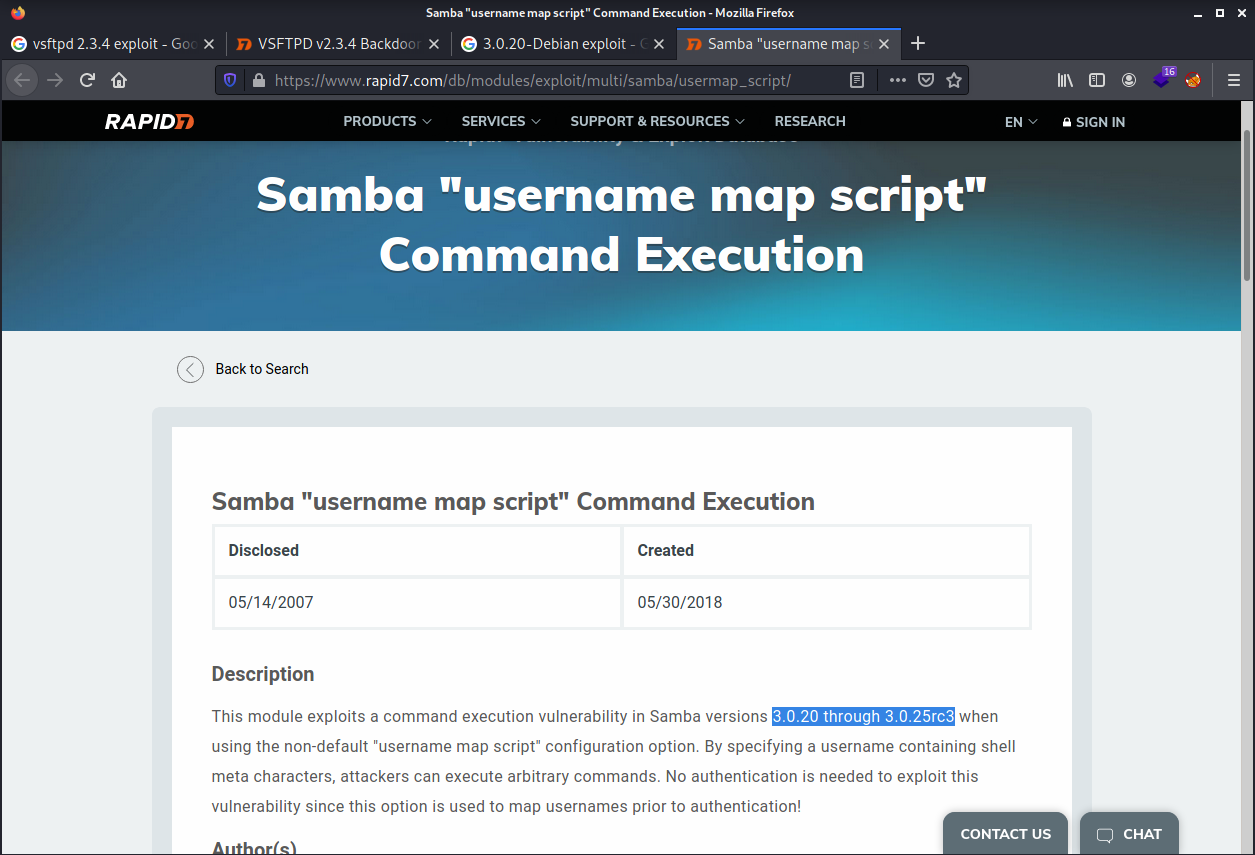 Samba "username map script" Command Execution - Mozilla Firefox
vsftpd 2.3.4 exploit - Goo
VSFTPD v2.3.4 Backdoor
3.0.20-Debian exploit -
Samba "username map s
https://www.rapid7.com/db/modules/exploit/multi/samba/usermap_script/
16
RAPID7
PRODUCTS
SERVICES
SUPPORT & RESOURCES
RESEARCH
EN
SIGN IN
Samba "username map script"
Command Execution
Back to Search
Samba "username map script" Command Execution
Disclosed
Created
05/14/2007
05/30/2018
Description
This module exploits a command execution vulnerability in Samba versions 3.0.20 through 3.0.25rc3 when
using the non-default "username map script" configuration option. By specifying a username containing shell
meta characters, attackers can execute arbitrary commands. No authentication is needed to exploit this
vulnerability since this option is used to map usernames prior to authentication!
Author(s)
CONTACT US
CHAT